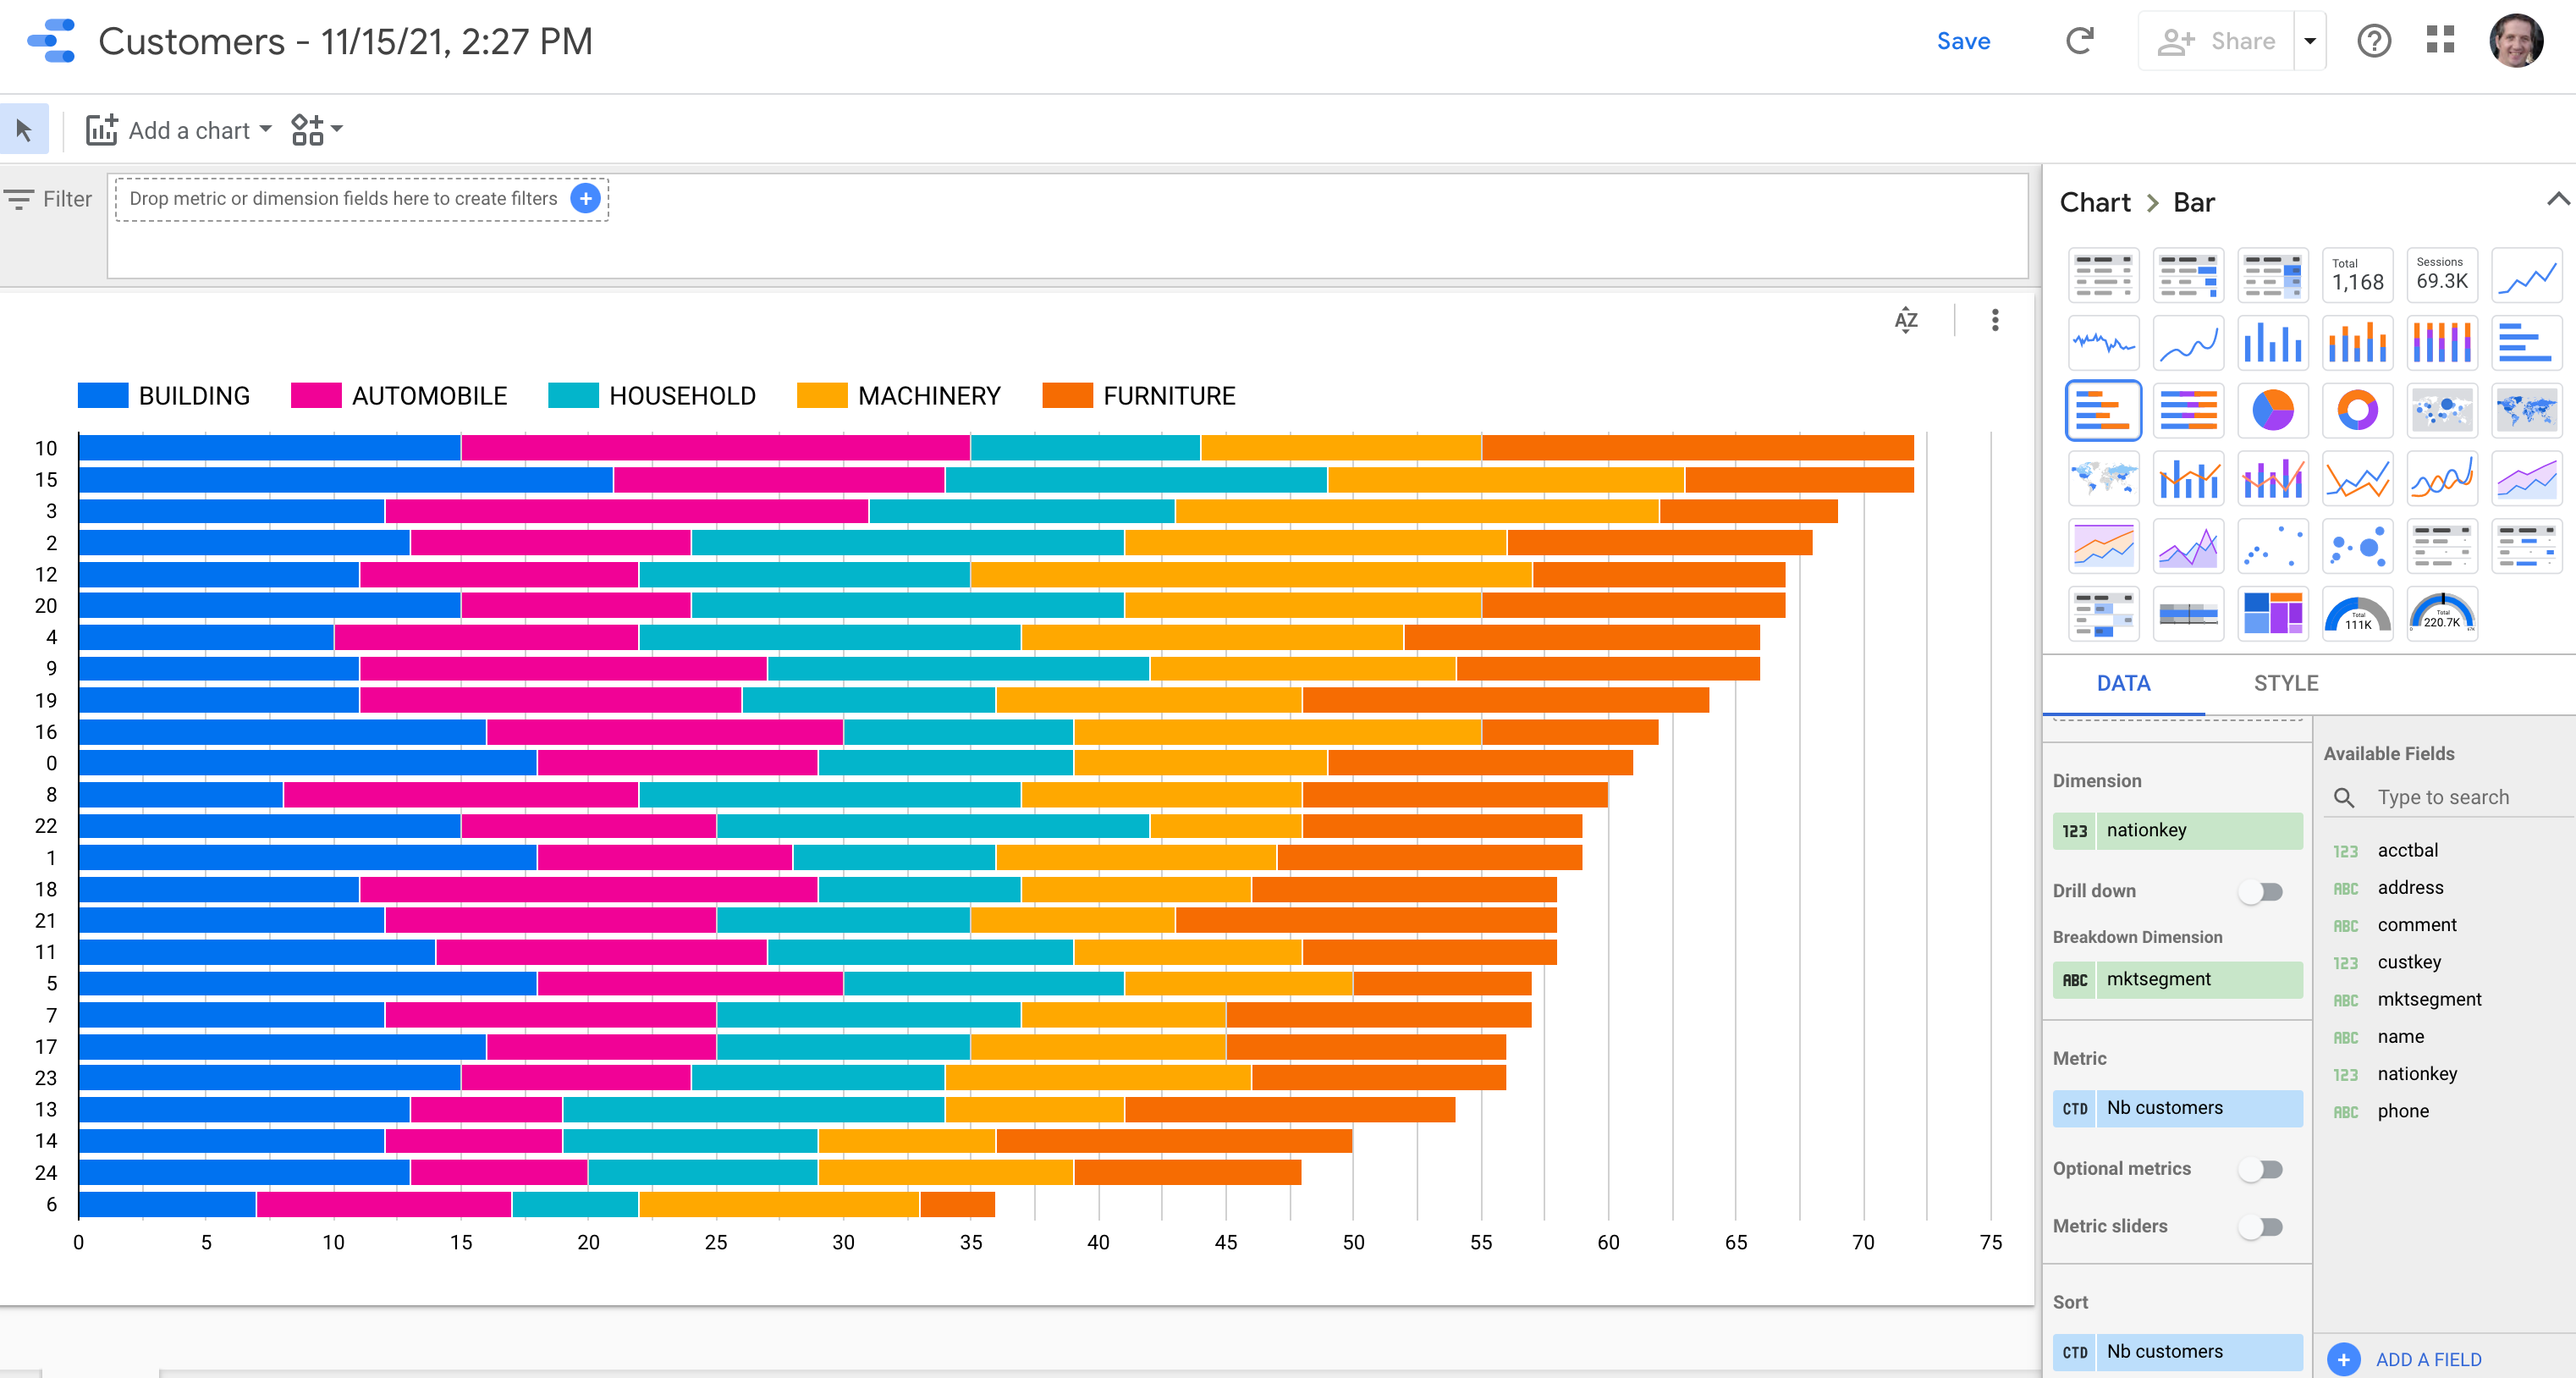 Customers - 11/15/21, 2:27 PM
Save
Share
Add a chart
Filter
Drop metric or dimension fields here to create filters
AZ
BUILDING AUTOMOBILE HOUSEHOLD MACHINERY FURNITURE
10
15
3
2
12
20
4
9
19
16
0
8
22
1
18
21
11
5
7
17
23
13
14
24
6
0 5 10 15 20 25 30 35 40 45 50 55 60 65 70 75
Chart > Bar
Total
1,168
Sessions
69.3K
Total
111K
Total
220.7K
DATA STYLE
Dimension
123 nationkey
Drill down
Breakdown Dimension
ABC mktsegment
Metric
CTD Nb customers
Optional metrics
Metric sliders
Sort
CTD Nb customers
Available Fields
Type to search
123 acctbal
ABC address
ABC comment
123 custkey
ABC mktsegment
ABC name
123 nationkey
ABC phone
ADD A FIELD